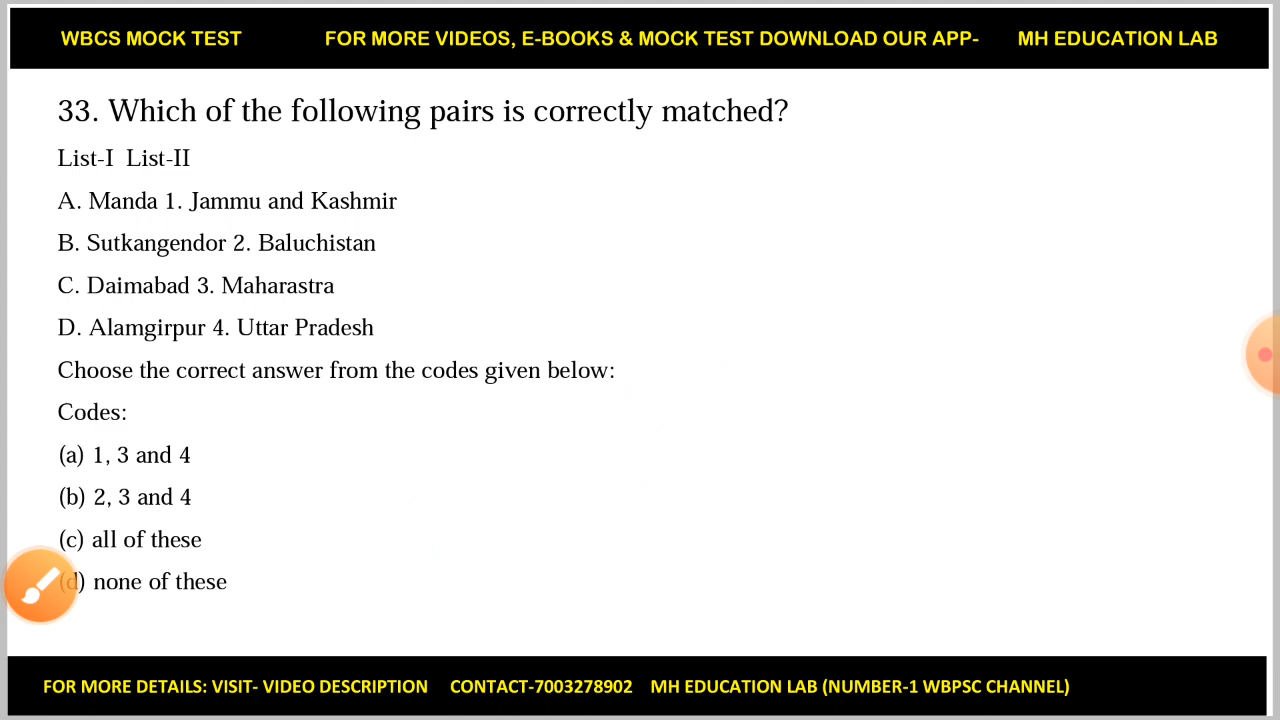 WBCS MOCK TEST FOR MORE VIDEOS, E-BOOKS & MOCK TEST DOWNLOAD OUR APP- MH EDUCATION LAB
33. Which of the following pairs is correctly matched?
List-I List-II
A. Manda 1. Jammu and Kashmir
B. Sutkangendor 2. Baluchistan
C. Daimabad 3. Maharastra
D. Alamgirpur 4. Uttar Pradesh
Choose the correct answer from the codes given below:
Codes:
(a) 1, 3 and 4
(b) 2, 3 and 4
(c) all of these
(d) none of these
FOR MORE DETAILS: VISIT- VIDEO DESCRIPTION CONTACT-7003278902 MH EDUCATION LAB (NUMBER-1 WBPSC CHANNEL)